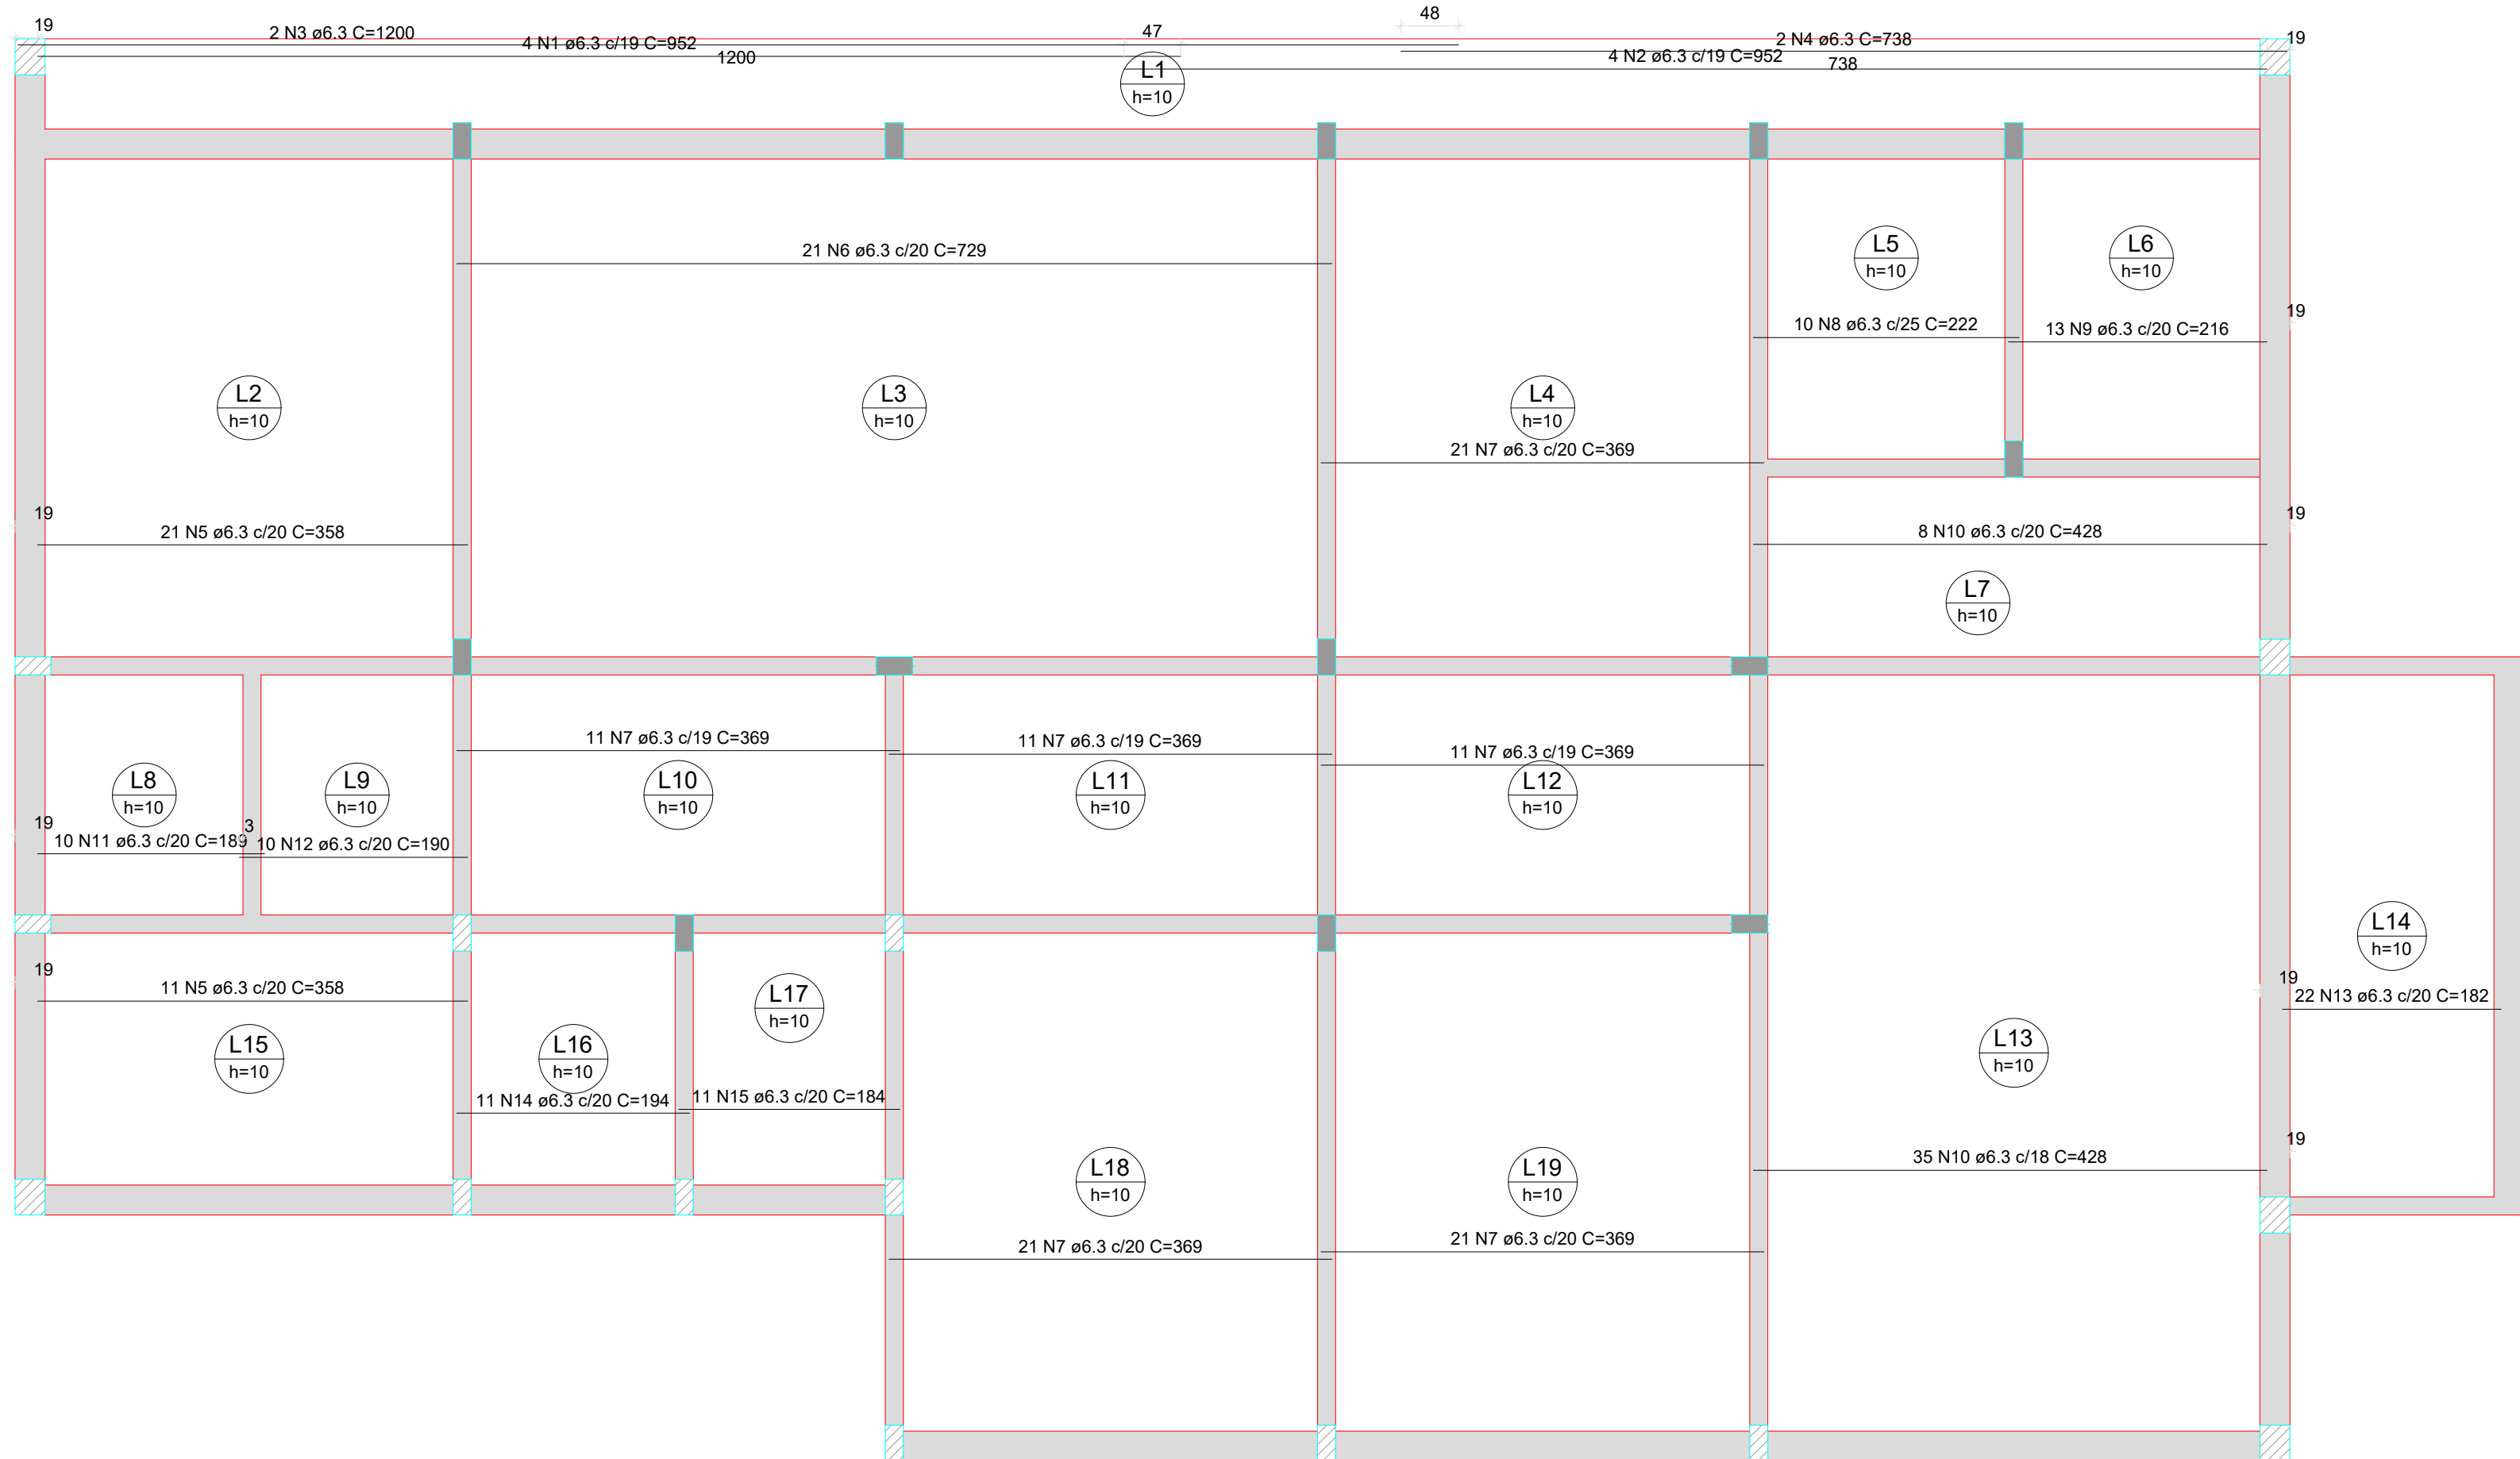 48
19
47
2 N3 ø6.3 C=1200
2 N4 ø6.3 C=738
19
4 N1 ø6.3 c/19 C=952
1200
4 N2 ø6.3 c/19 C=952
738
L1
h=10
21 N6 ø6.3 c/20 C=729
L5
h=10
L6
h=10
19
10 N8 ø6.3 c/25 C=222
13 N9 ø6.3 c/20 C=216
L2
h=10
L3
h=10
L4
h=10
21 N7 ø6.3 c/20 C=369
19
19
21 N5 ø6.3 c/20 C=358
8 N10 ø6.3 c/20 C=428
L7
h=10
11 N7 ø6.3 c/19 C=369
11 N7 ø6.3 c/19 C=369
11 N7 ø6.3 c/19 C=369
L8
h=10
L9
h=10
L10
h=10
L11
h=10
L12
h=10
19
3
10 N11 ø6.3 c/20 C=189
10 N12 ø6.3 c/20 C=190
L14
h=10
19
19
11 N5 ø6.3 c/20 C=358
22 N13 ø6.3 c/20 C=182
L17
h=10
L15
h=10
L16
h=10
L13
h=10
11 N14 ø6.3 c/20 C=194
11 N15 ø6.3 c/20 C=184
19
35 N10 ø6.3 c/18 C=428
L18
h=10
L19
h=10
21 N7 ø6.3 c/20 C=369
21 N7 ø6.3 c/20 C=369